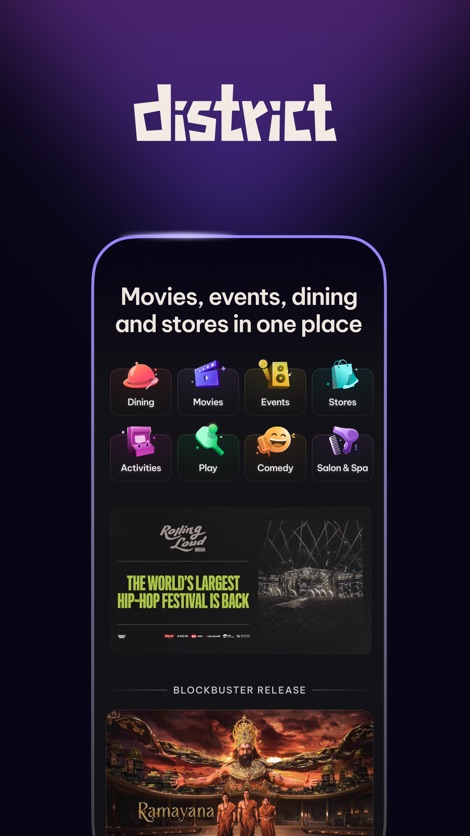 district
Movies, events, dining
and stores in one place
Dining
Movies
Events
Stores
Activities
Play
Comedy
Salon & Spa
Rolling
Loud
INDIA
THE WORLD'S LARGEST
HIP-HOP FESTIVAL IS BACK
BLOCKBUSTER RELEASE
Ramayana